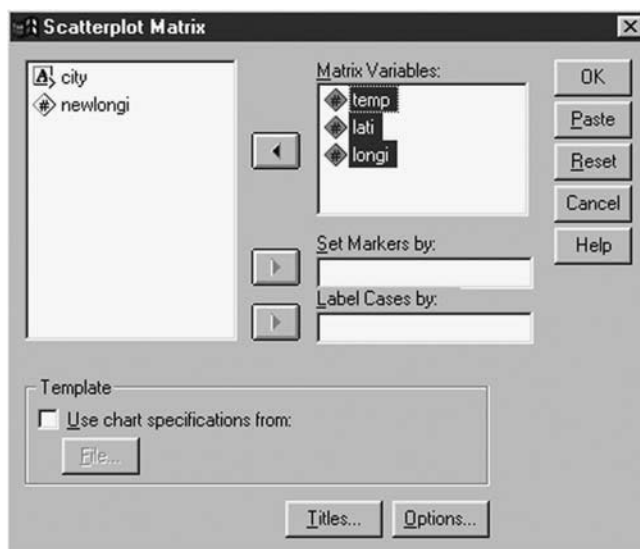 Scatterplot Matrix
city
newlongi
Matrix Variables:
temp
lati
longi
Set Markers by:
Label Cases by:
OK
Paste
Reset
Cancel
Help
Template
Use chart specifications from:
File...
Titles...
Options...